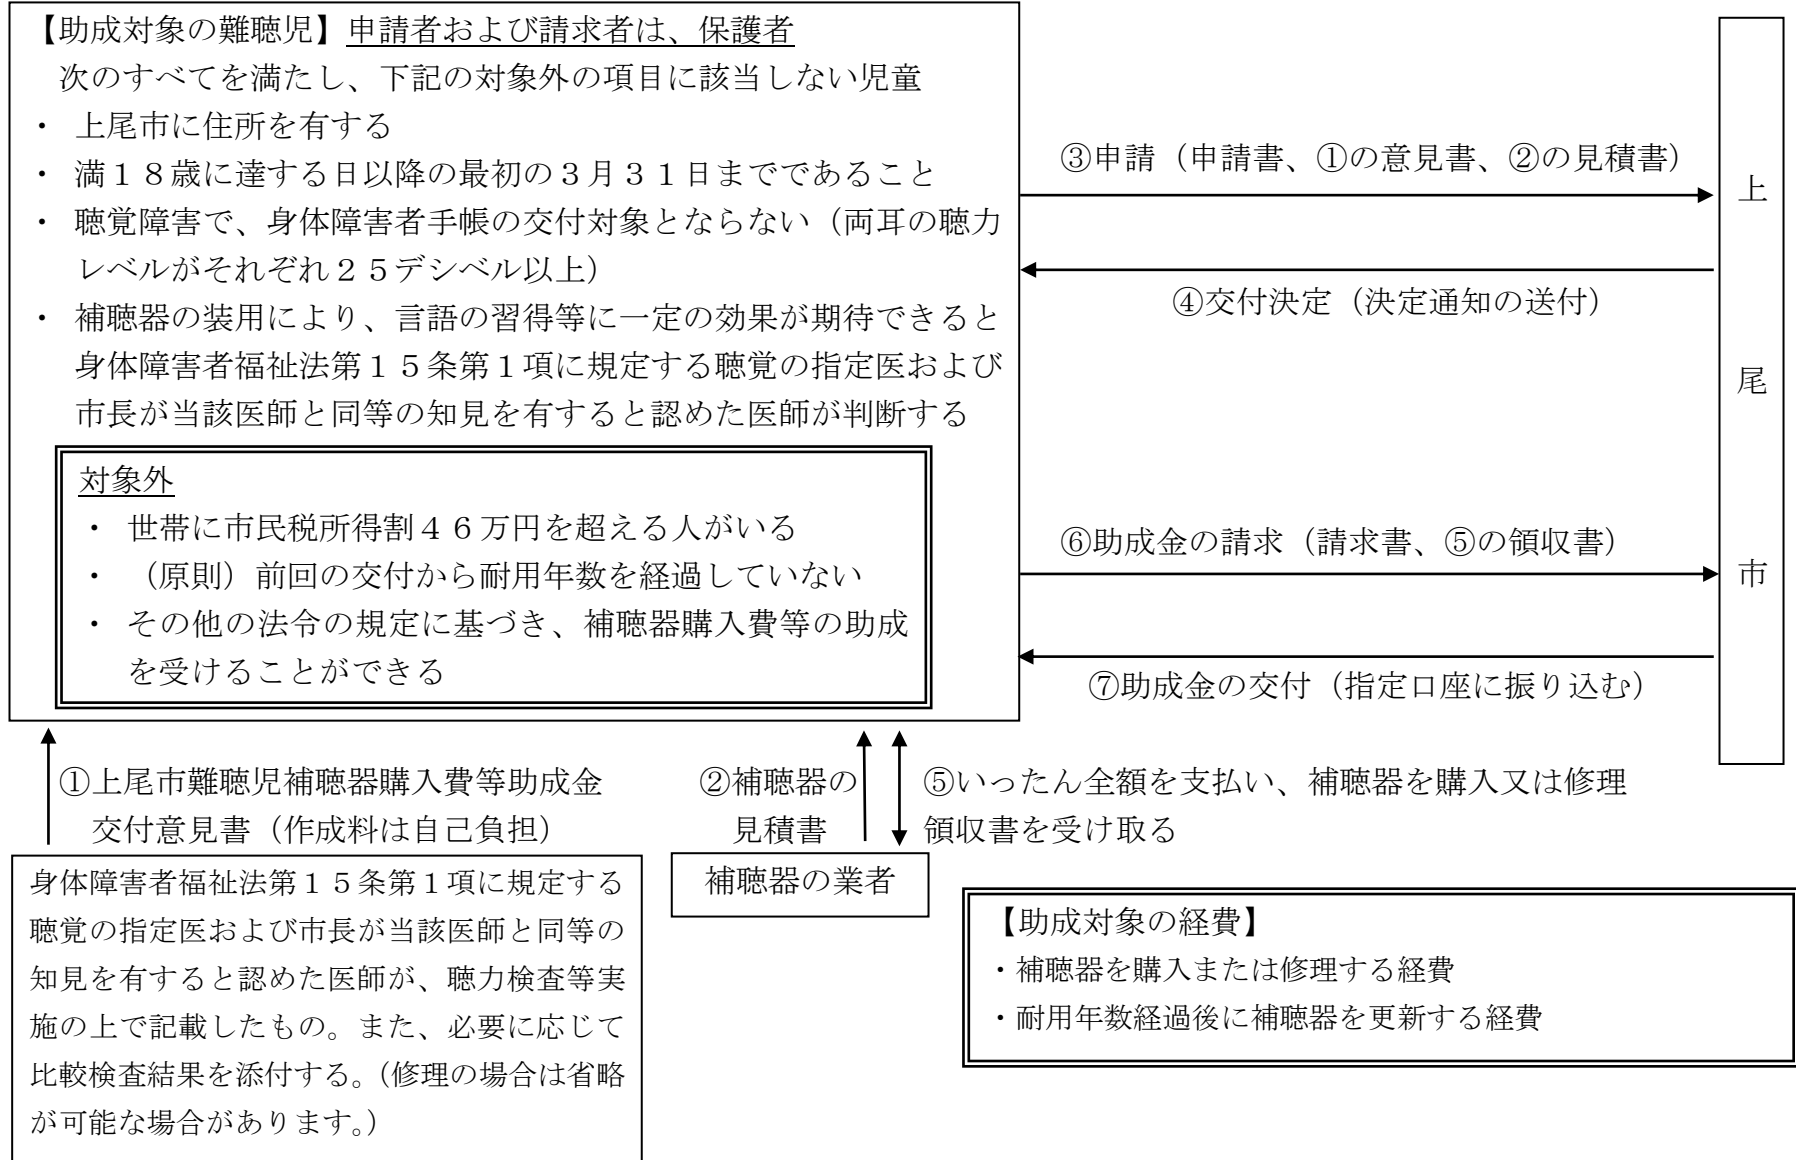 【助成対象の難聴児】申請者および請求者は、保護者
次のすべてを満たし、下記の対象外の項目に該当しない児童
・ 上尾市に住所を有する
・ 満１８歳に達する日以降の最初の３月３１日までであること
・ 聴覚障害で、身体障害者手帳の交付対象とならない（両耳の聴力
レベルがそれぞれ２５デシベル以上）
・ 補聴器の装用により、言語の習得等に一定の効果が期待できると
身体障害者福祉法第１５条第１項に規定する聴覚の指定医および
市長が当該医師と同等の知見を有すると認めた医師が判断する
対象外
・ 世帯に市民税所得割４６万円を超える人がいる
・ （原則）前回の交付から耐用年数を経過していない
・ その他の法令の規定に基づき、補聴器購入費等の助成
を受けることができる
③申請（申請書、①の意見書、②の見積書）
④交付決定（決定通知の送付）
⑥助成金の請求（請求書、⑤の領収書）
⑦助成金の交付（指定口座に振り込む）
上
尾
市
①上尾市難聴児補聴器購入費等助成金
交付意見書（作成料は自己負担）
②補聴器の
見積書
⑤いったん全額を支払い、補聴器を購入又は修理
領収書を受け取る
身体障害者福祉法第１５条第１項に規定する
聴覚の指定医および市長が当該医師と同等の
知見を有すると認めた医師が、聴力検査等実
施の上で記載したもの。また、必要に応じて
比較検査結果を添付する。（修理の場合は省略
が可能な場合があります。）
補聴器の業者
【助成対象の経費】
・補聴器を購入または修理する経費
・耐用年数経過後に補聴器を更新する経費